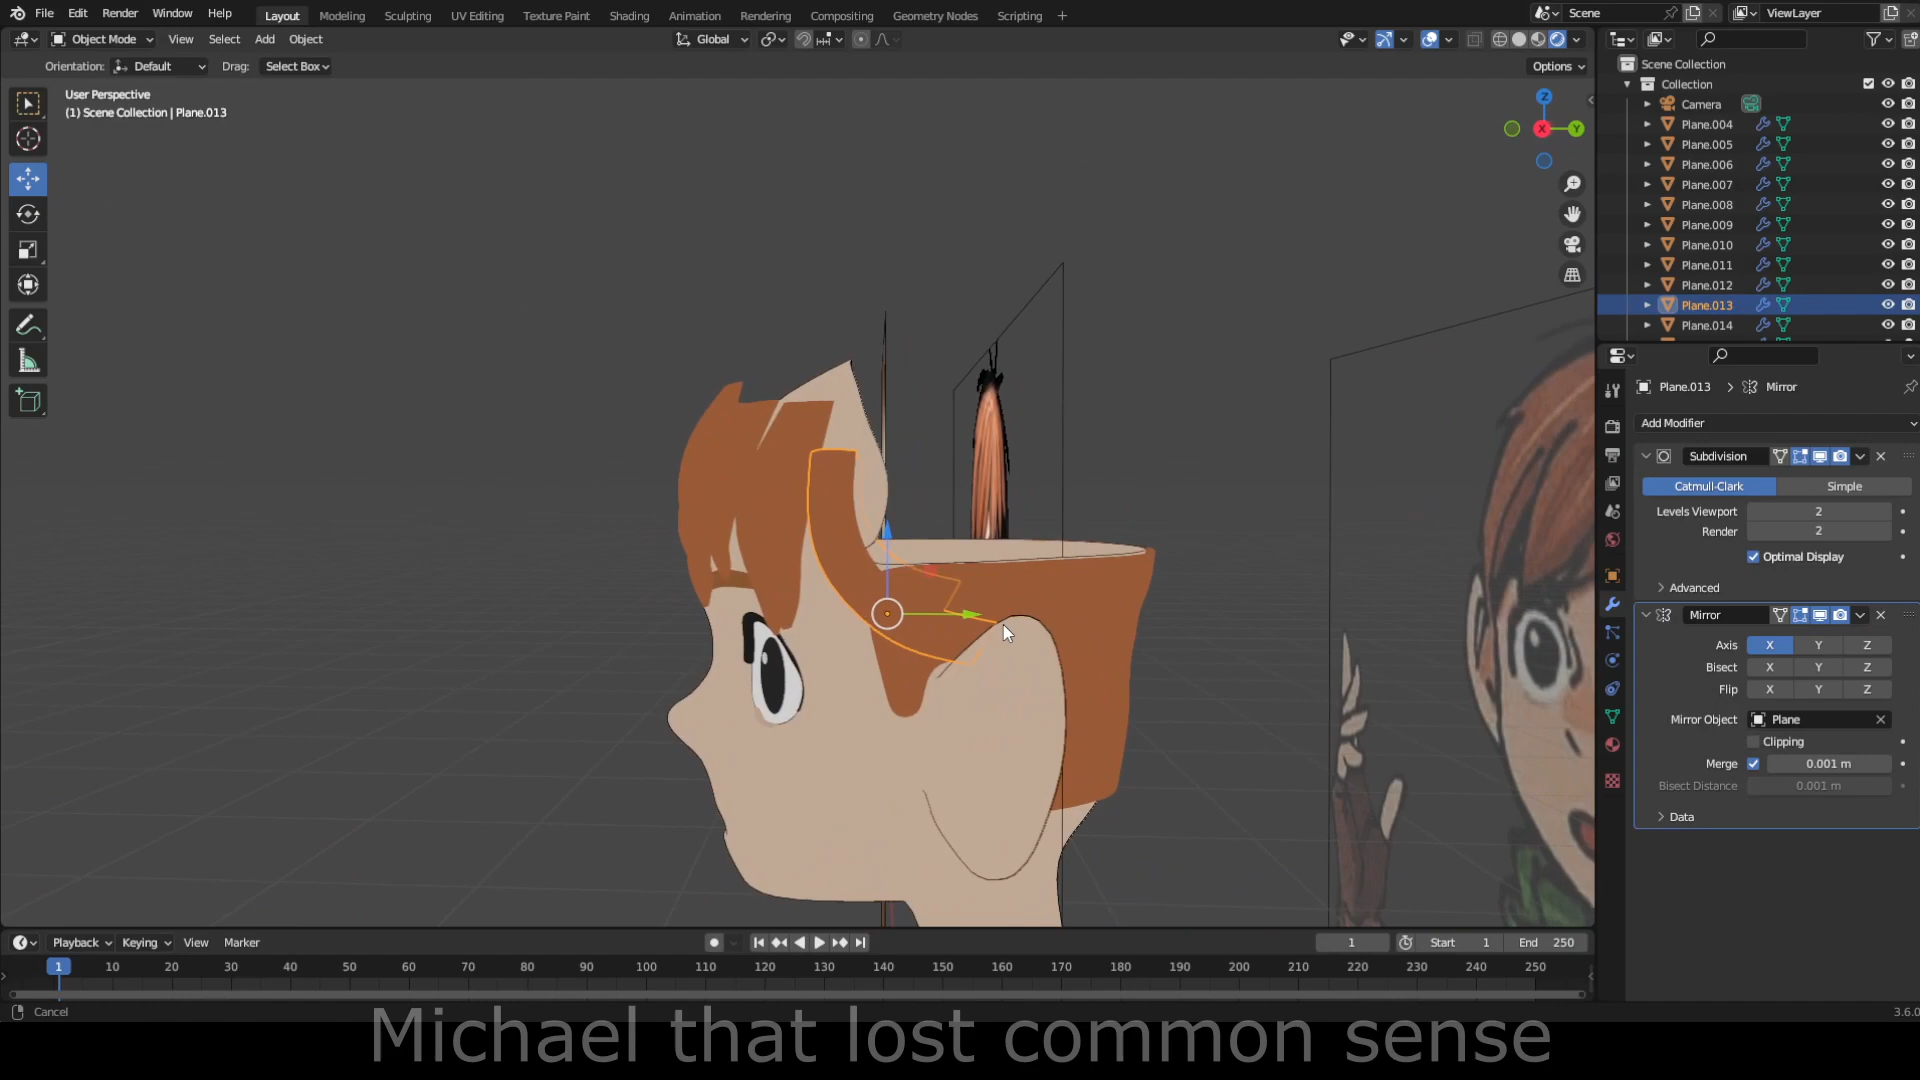 File Edit Render Window Help Layout Modeling Sculpting UV Editing Texture Paint Shading Animation Rendering Compositing Geometry Nodes Scripting + Scene ViewLayer
Object Mode View Select Add Object Global
Orientation: Default Drag: Select Box Options
User Perspective
(1) Scene Collection | Plane.013
Z
X
Y
Scene Collection
Collection
Camera
Plane.004
Plane.005
Plane.006
Plane.007
Plane.008
Plane.009
Plane.010
Plane.011
Plane.012
Plane.013
Plane.014
Plane.013 > Mirror
Add Modifier
Subdivision
Catmull-Clark Simple
Levels Viewport 2
Render 2
Optimal Display
Advanced
Mirror
Axis X Y Z
Bisect X Y Z
Flip X Y Z
Mirror Object Plane
Clipping
Merge 0.001 m
Bisect Distance 0.001 m
Data
Playback Keying View Marker 1 Start 1 End 250
1 10 20 30 40 50 60 70 80 90 100 110 120 130 140 150 160 170 180 190 200 210 220 230 240 250
Cancel 3.6.0
Michael that lost common sense